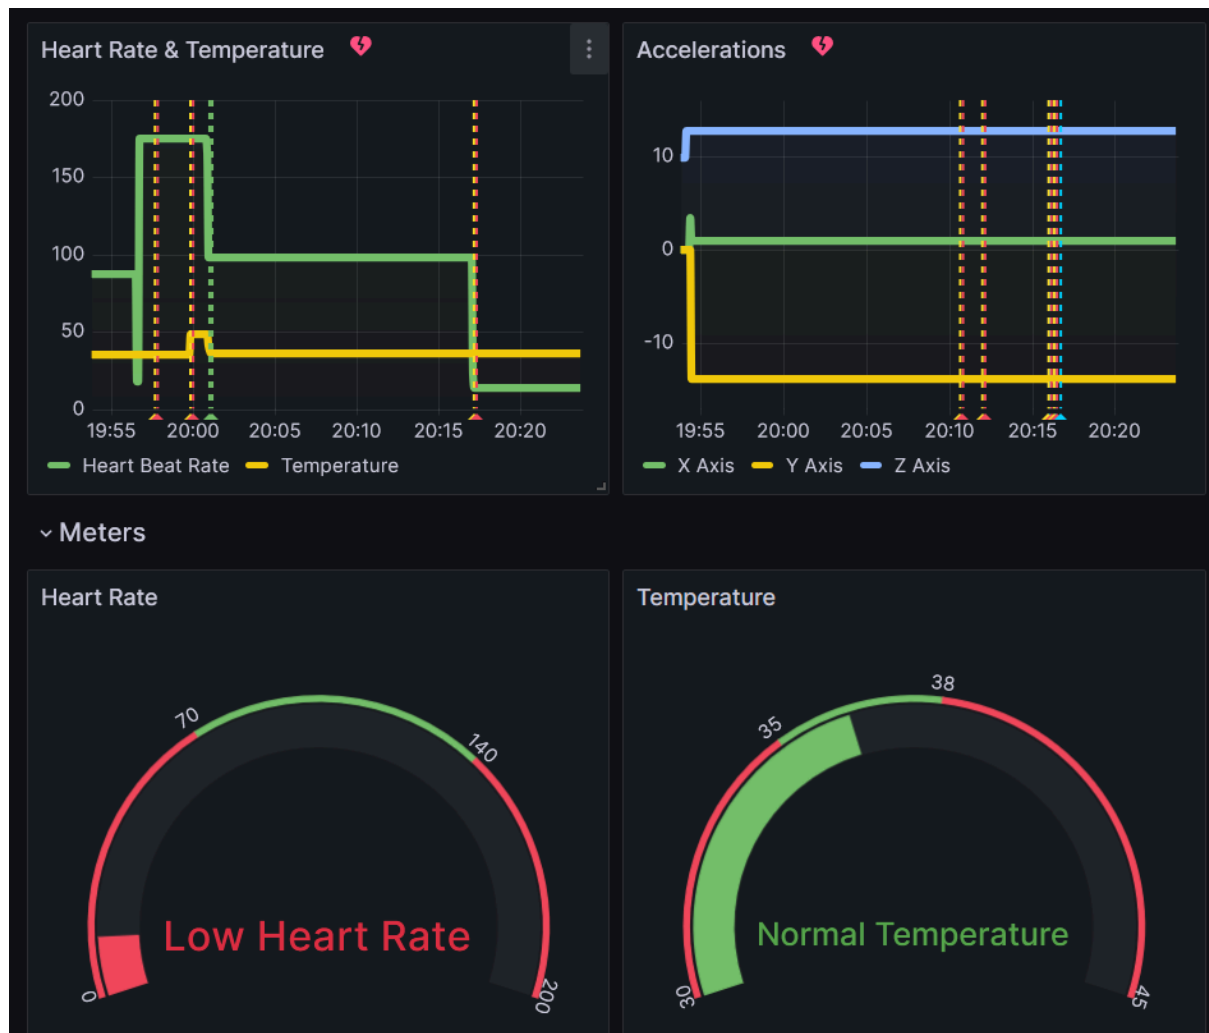 Heart Rate & Temperature
Accelerations
200
150
100
50
0
19:55 20:00 20:05 20:10 20:15 20:20
Heart Beat Rate Temperature
10
0
-10
19:55 20:00 20:05 20:10 20:15 20:20
X Axis Y Axis Z Axis
Meters
Heart Rate
0
70
140
200
Low Heart Rate
Temperature
30
35
38
45
Normal Temperature